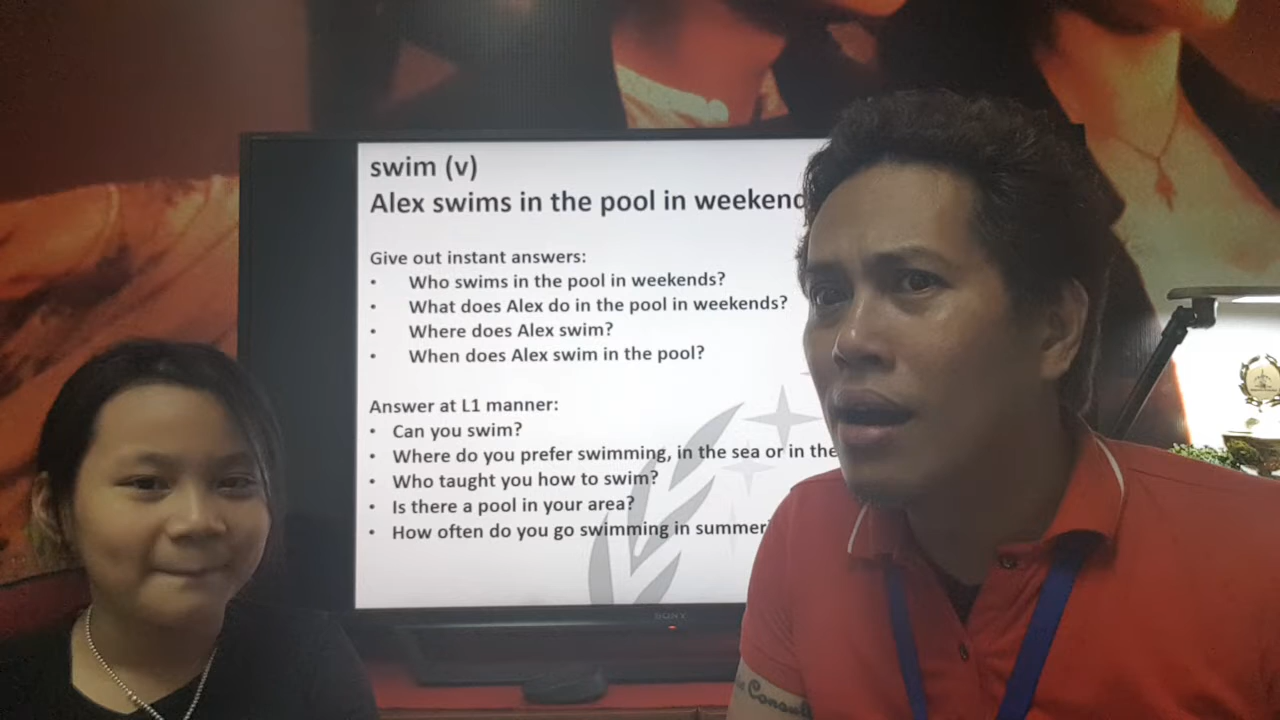 swim (v)
Alex swims in the pool in weekend
Give out instant answers:
• Who swims in the pool in weekends?
• What does Alex do in the pool in weekends?
• Where does Alex swim?
• When does Alex swim in the pool?
Answer at L1 manner:
• Can you swim?
• Where do you prefer swimming, in the sea or in the
• Who taught you how to swim?
• Is there a pool in your area?
• How often do you go swimming in summer
SONY